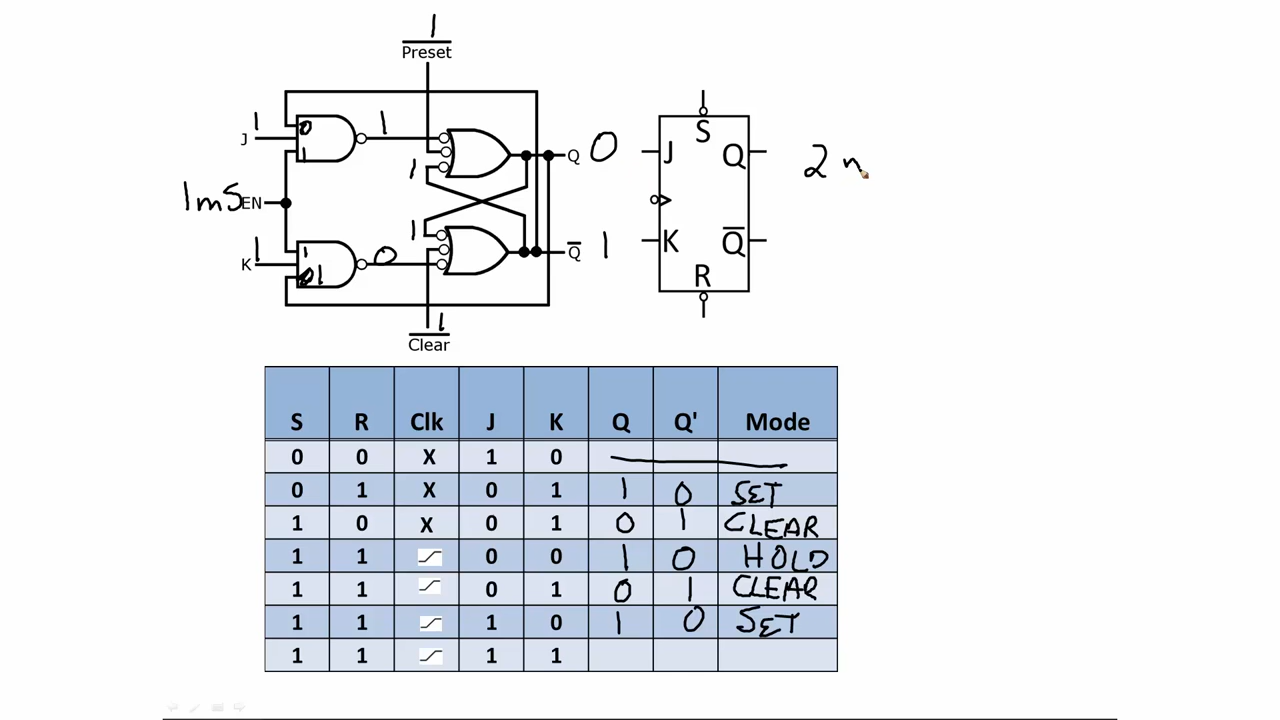 1
Preset
1 0 1 S
J 1 Q 0 J Q 2 n
1mS EN
1 1 K Q 1 K Q
0 1 0 R
1
Clear
S R Clk J K Q Q' Mode
0 0 X 1 0
0 1 X 0 1 1 0 SET
1 0 X 0 1 0 1 CLEAR
1 1 0 0 1 0 HOLD
1 1 0 1 0 1 CLEAR
1 1 1 0 1 0 SET
1 1 1 1